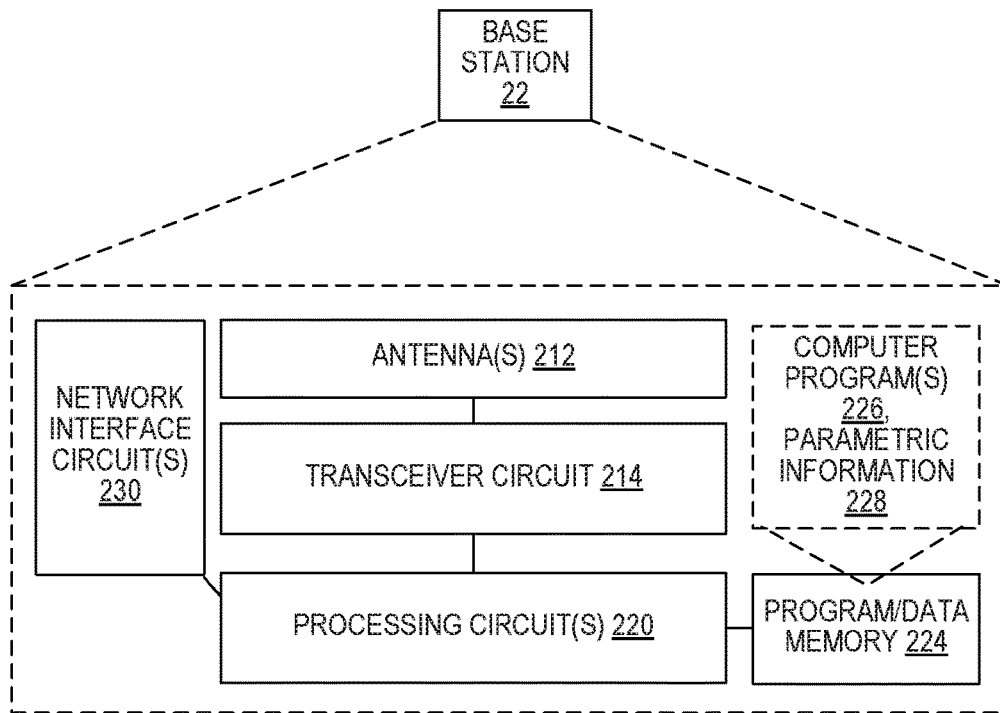 BASE
STATION
22
NETWORK
INTERFACE
CIRCUIT(S)
230
ANTENNA(S) 212
TRANSCEIVER CIRCUIT 214
PROCESSING CIRCUIT(S) 220
COMPUTER
PROGRAM(S)
226,
PARAMETRIC
INFORMATION
228
PROGRAM/DATA
MEMORY 224